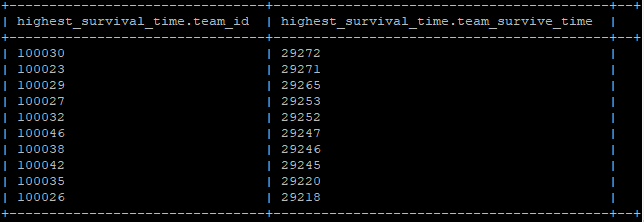 highest_survival_time.team_id | highest_survival_time.team_survive_time
100030 | 29272
100023 | 29271
100029 | 29265
100027 | 29253
100032 | 29252
100046 | 29247
100038 | 29246
100042 | 29245
100035 | 29220
100026 | 29218